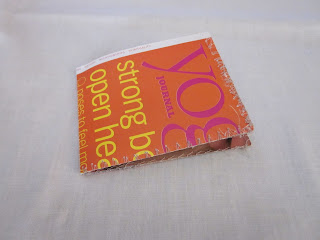 yog
JOURNAL
strong bo
open hea